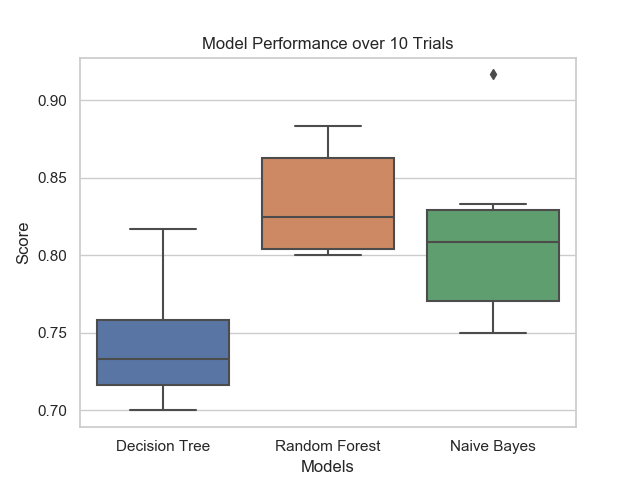 Model Performance over 10 Trials
0.90
0.85
0.80
0.75
0.70
Score
Decision Tree Random Forest Naive Bayes
Models